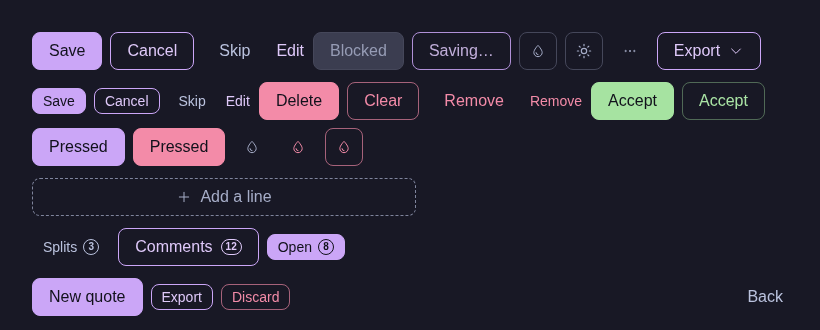 Save Cancel Skip Edit Blocked Saving... ... Export
Save Cancel Skip Edit Delete Clear Remove Remove Accept Accept
Pressed Pressed
+ Add a line
Splits 3 Comments 12 Open 8
New quote Export Discard Back